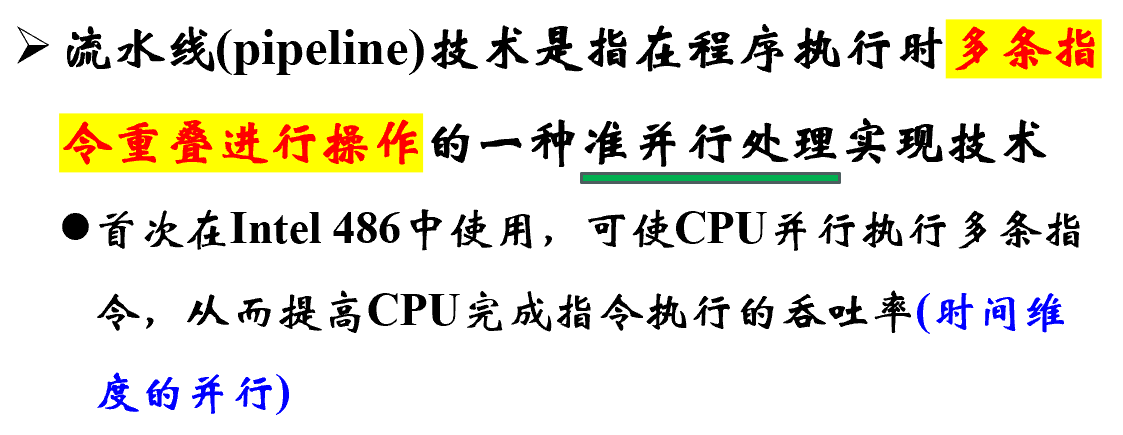 ➢ 流水线(pipeline)技术是指在程序执行时多条指
令重叠进行操作的一种准并行处理实现技术
●首次在Intel 486中使用，可使CPU并行执行多条指
令，从而提高CPU完成指令执行的吞吐率(时间维
度的并行)